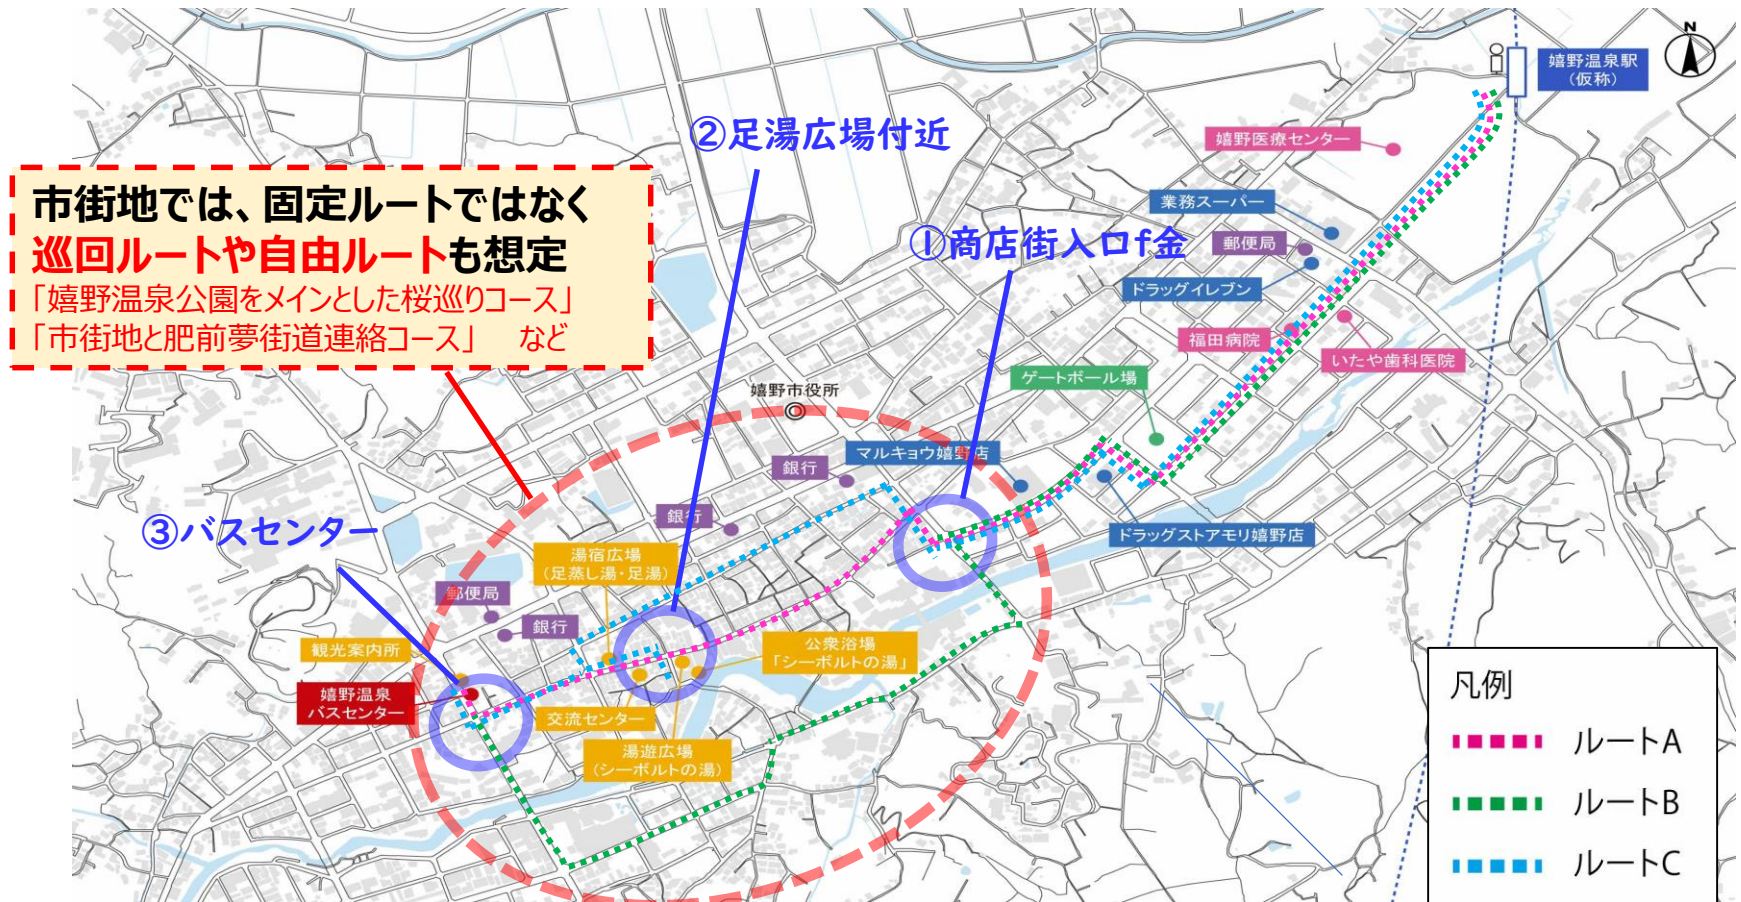 N
嬉野温泉駅
(仮称)
②足湯広場付近
嬉野医療センター
市街地では、固定ルートではなく
巡回ルートや自由ルートも想定
「嬉野温泉公園をメインとした桜巡りコース」
「市街地と肥前夢街道連絡コース」 など
業務スーパー
①商店街入口f金
郵便局
ドラッグイレブン
福田病院
いたや歯科医院
ゲートボール場
嬉野市役所
マルキョウ嬉野店
銀行
銀行
③バスセンター
ドラッグストアモリ嬉野店
湯宿広場
(足蒸し湯・足湯)
郵便局
銀行
観光案内所
公衆浴場
「シーボルトの湯」
嬉野温泉
バスセンター
交流センター
湯遊広場
(シーボルトの湯)
凡例
ルートA
ルートB
ルートC